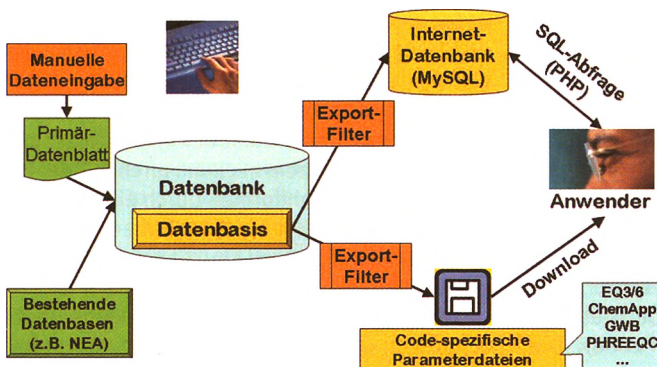 Manuelle
Dateneingabe
Primär-
Datenblatt
Bestehende
Datenbasen
(z.B. NEA)
Datenbank
Datenbasis
Export-
Filter
Internet-
Datenbank
(MySQL)
SQL-Abfrage
(PHP)
Anwender
Export-
Filter
Download
Code-spezifische
Parameterdateien
EQ3/6
ChemApp
GWB
PHREEQC
...